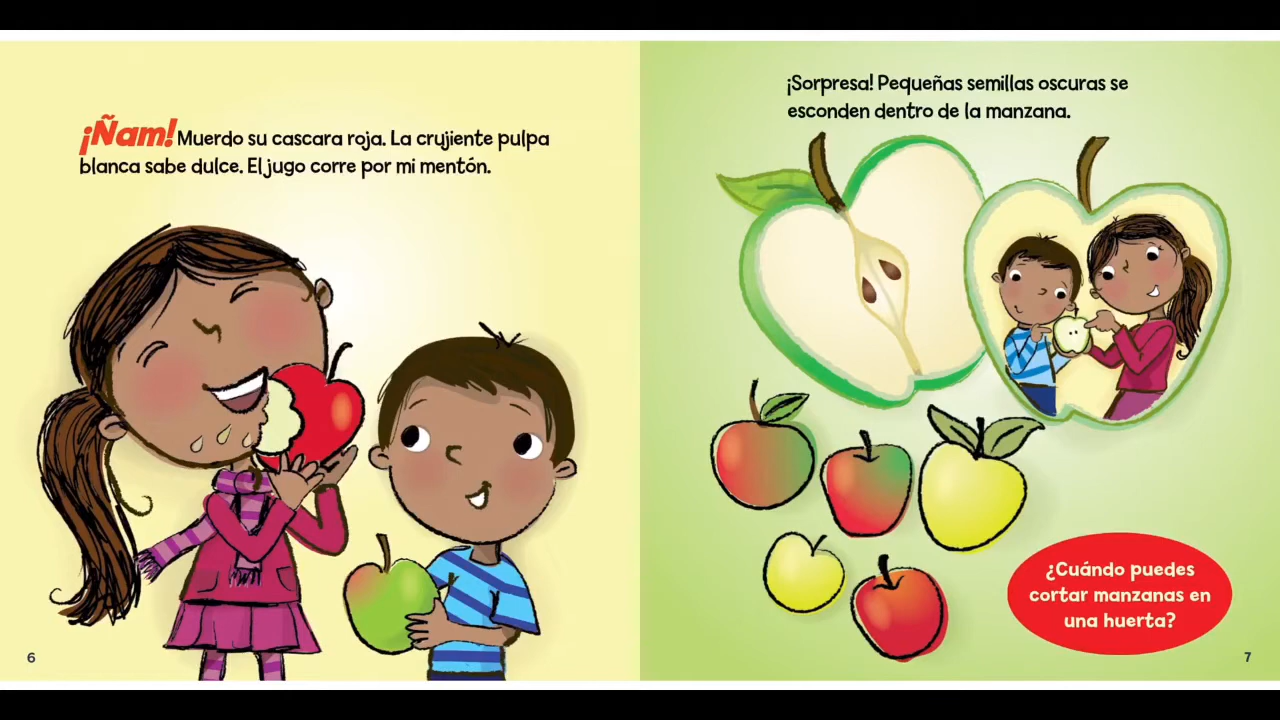 ¡Ñam! Muerdo su cascara roja. La crujiente pulpa
blanca sabe dulce. El jugo corre por mi mentón.
6
¡Sorpresa! Pequeñas semillas oscuras se
esconden dentro de la manzana.
¿Cuándo puedes
cortar manzanas en
una huerta?
7